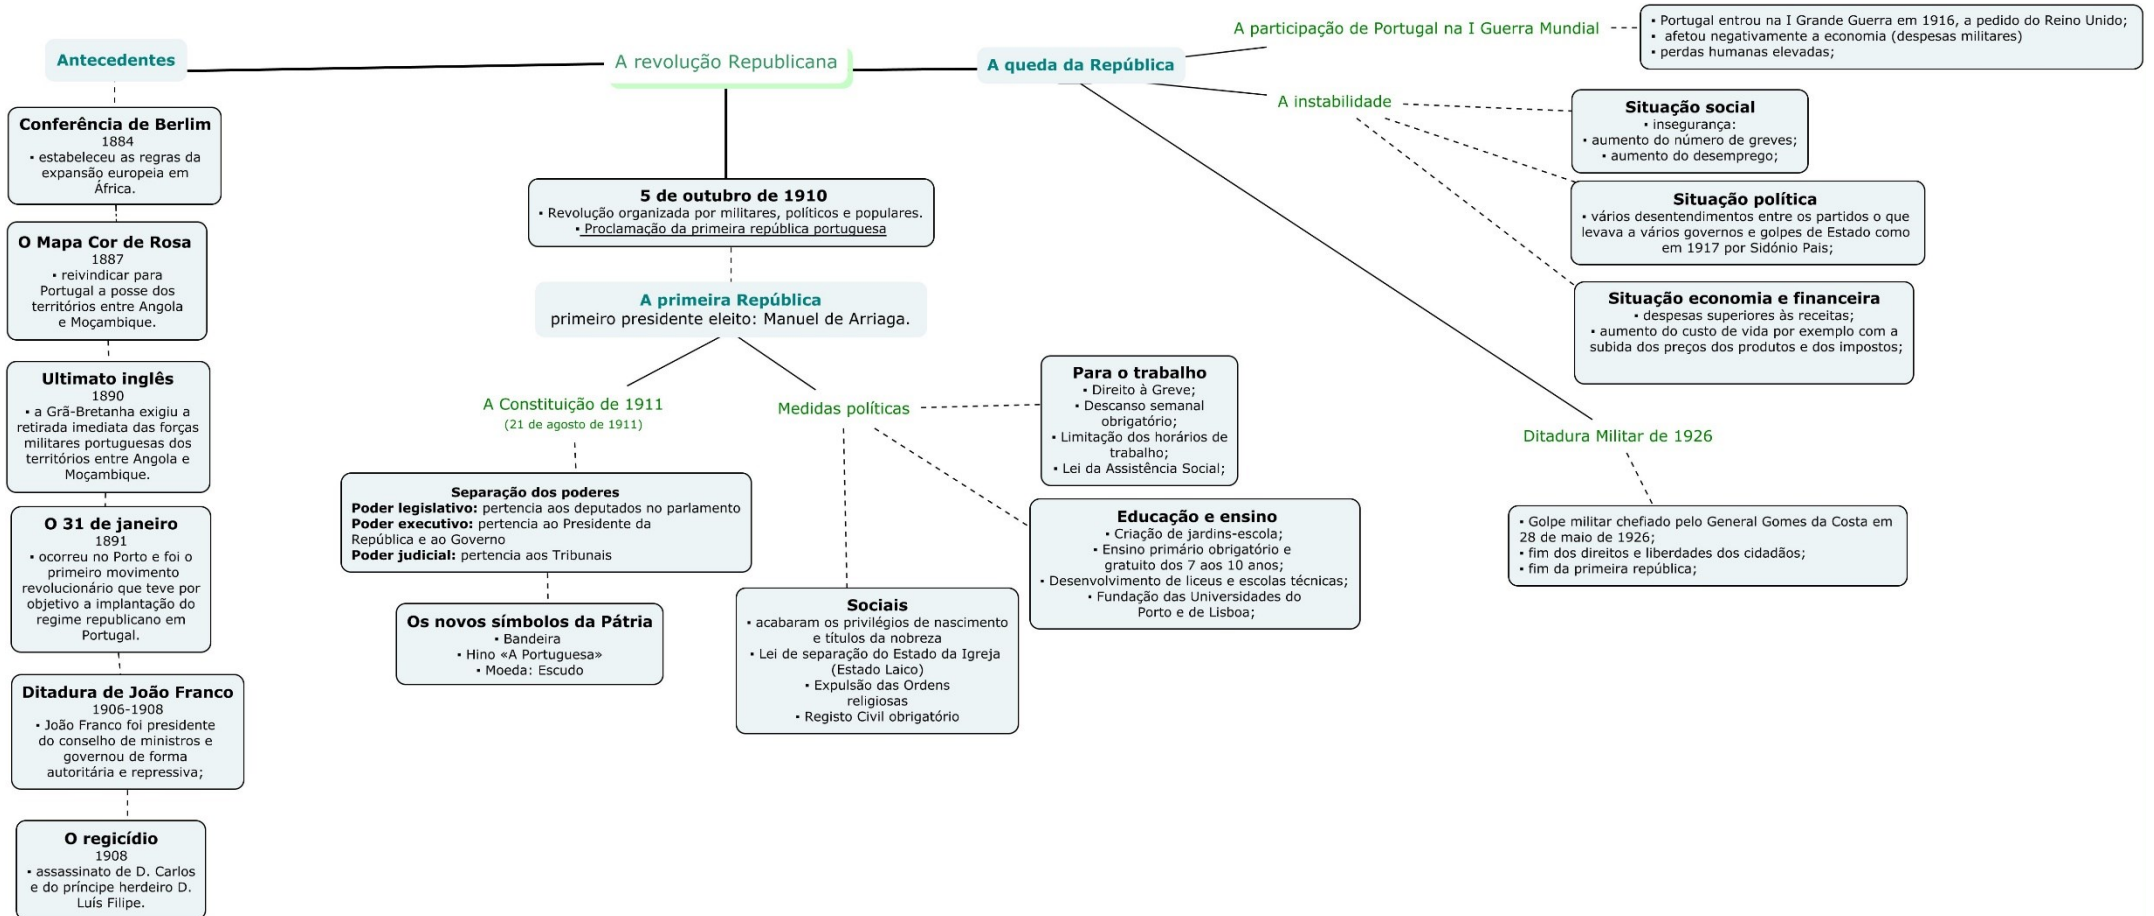 A revolução Republicana
Antecedentes
Conferência de Berlim
1884
▪ estabeleceu as regras da
expansão europeia em
África.
O Mapa Cor de Rosa
1887
▪ reivindicar para
Portugal a posse dos
territórios entre Angola
e Moçambique.
Ultimato inglês
1890
▪ a Grã-Bretanha exigiu a
retirada imediata das forças
militares portuguesas dos
territórios entre Angola e
Moçambique.
O 31 de janeiro
1891
▪ ocorreu no Porto e foi o
primeiro movimento
revolucionário que teve por
objetivo a implantação do
regime republicano em
Portugal.
Ditadura de João Franco
1906-1908
▪ João Franco foi presidente
do conselho de ministros e
governou de forma
autoritária e repressiva;
O regicídio
1908
▪ assassinato de D. Carlos
e do príncipe herdeiro D.
Luís Filipe.
5 de outubro de 1910
▪ Revolução organizada por militares, políticos e populares.
▪ Proclamação da primeira república portuguesa
A primeira República
primeiro presidente eleito: Manuel de Arriaga.
A Constituição de 1911
(21 de agosto de 1911)
Separação dos poderes
Poder legislativo: pertencia aos deputados no parlamento
Poder executivo: pertencia ao Presidente da
República e ao Governo
Poder judicial: pertencia aos Tribunais
Os novos símbolos da Pátria
▪ Bandeira
▪ Hino «A Portuguesa»
▪ Moeda: Escudo
Medidas políticas
Para o trabalho
▪ Direito à Greve;
▪ Descanso semanal
obrigatório;
▪ Limitação dos horários de
trabalho;
▪ Lei da Assistência Social;
Educação e ensino
▪ Criação de jardins-escola;
▪ Ensino primário obrigatório e
gratuito dos 7 aos 10 anos;
▪ Desenvolvimento de liceus e escolas técnicas;
▪ Fundação das Universidades do
Porto e de Lisboa;
Sociais
▪ acabaram os privilégios de nascimento
e títulos da nobreza
▪ Lei de separação do Estado da Igreja
(Estado Laico)
▪ Expulsão das Ordens
religiosas
▪ Registo Civil obrigatório
A queda da República
A participação de Portugal na I Guerra Mundial
▪ Portugal entrou na I Grande Guerra em 1916, a pedido do Reino Unido;
▪ afetou negativamente a economia (despesas militares)
▪ perdas humanas elevadas;
A instabilidade
Situação social
▪ insegurança:
▪ aumento do número de greves;
▪ aumento do desemprego;
Situação política
▪ vários desentendimentos entre os partidos o que
levava a vários governos e golpes de Estado como
em 1917 por Sidónio Pais;
Situação economia e financeira
▪ despesas superiores às receitas;
▪ aumento do custo de vida por exemplo com a
subida dos preços dos produtos e dos impostos;
Ditadura Militar de 1926
▪ Golpe militar chefiado pelo General Gomes da Costa em
28 de maio de 1926;
▪ fim dos direitos e liberdades dos cidadãos;
▪ fim da primeira república;